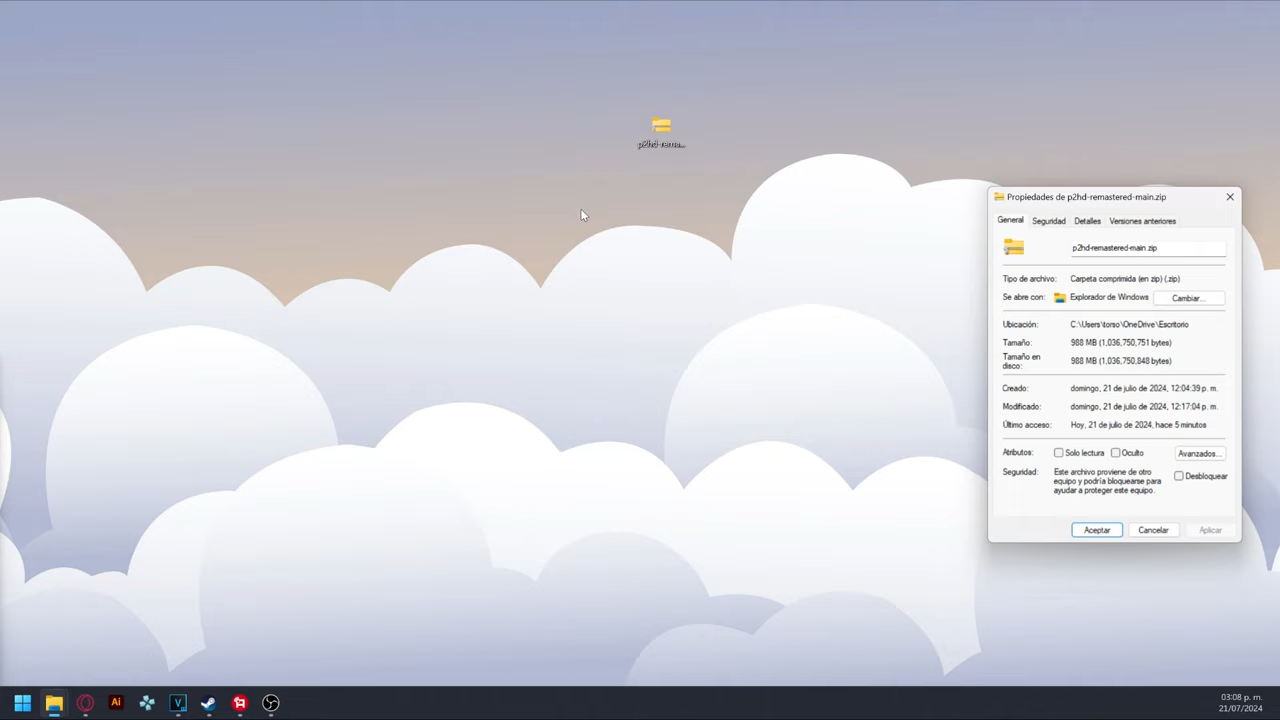 p2hd-rema...
Propiedades de p2hd-remastered-main.zip
General Seguridad Detalles Versiones anteriores
p2hd-remastered-main.zip
Tipo de archivo: Carpeta comprimida (en zip) (.zip)
Se abre con: Explorador de Windows Cambiar...
Ubicación: C:\Users\torso\OneDrive\Escritorio
Tamaño: 988 MB (1,036,750,751 bytes)
Tamaño en disco: 988 MB (1,036,750,848 bytes)
Creado: domingo, 21 de julio de 2024, 12:04:39 p. m.
Modificado: domingo, 21 de julio de 2024, 12:17:04 p. m.
Último acceso: Hoy, 21 de julio de 2024, hace 5 minutos
Atributos: Solo lectura Oculto Avanzados...
Seguridad: Este archivo proviene de otro
equipo y podría bloquearse para
ayudar a proteger este equipo.
Desbloquear
Aceptar Cancelar Aplicar
Ai V
03:08 p. m.
21/07/2024